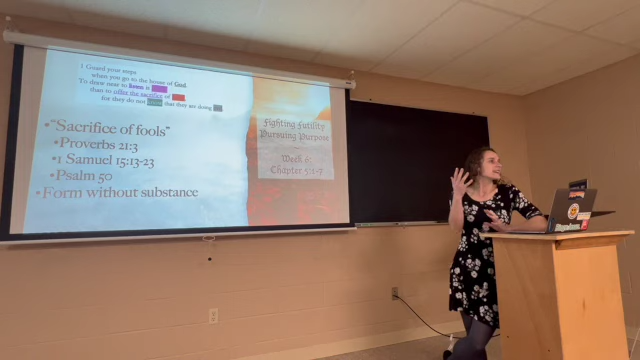 1 Guard your steps
when you go to the house of God.
To draw near to listen is
than to offer the sacrifice of
for they do not that they are doing
•"Sacrifice of fools"
•Proverbs 21:3
•1 Samuel 15:13-23
•Psalm 50
•Form without substance
Fighting Futility
Pursuing Purpose
Week 6:
Chapter 5:1-7